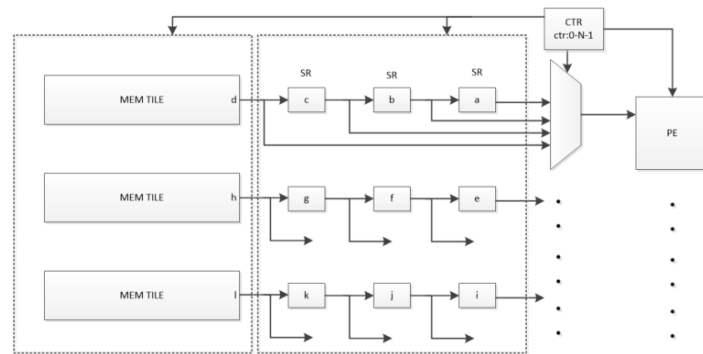 CTR
ctr:0-N-1
SR
SR
SR
MEM TILE
d
c
b
a
PE
MEM TILE
h
g
f
e
MEM TILE
l
k
j
i